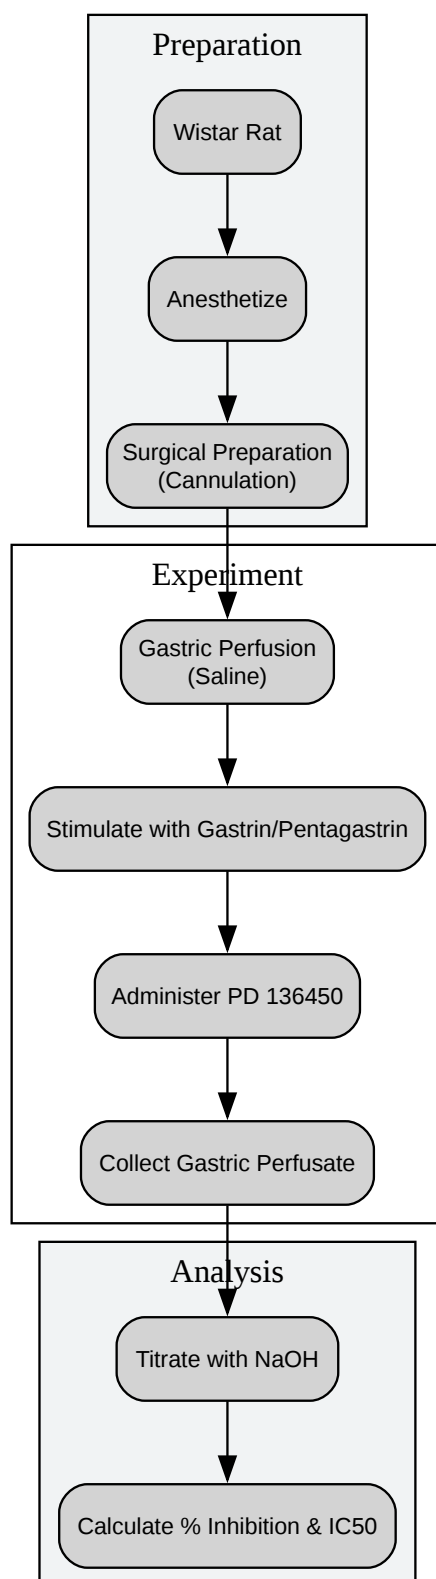 Preparation
Wistar Rat
Anesthetize
Surgical Preparation
(Cannulation)
Experiment
Gastric Perfusion
(Saline)
Stimulate with Gastrin/Pentagastrin
Administer PD 136450
Collect Gastric Perfusate
Analysis
Titrate with NaOH
Calculate % Inhibition & IC50